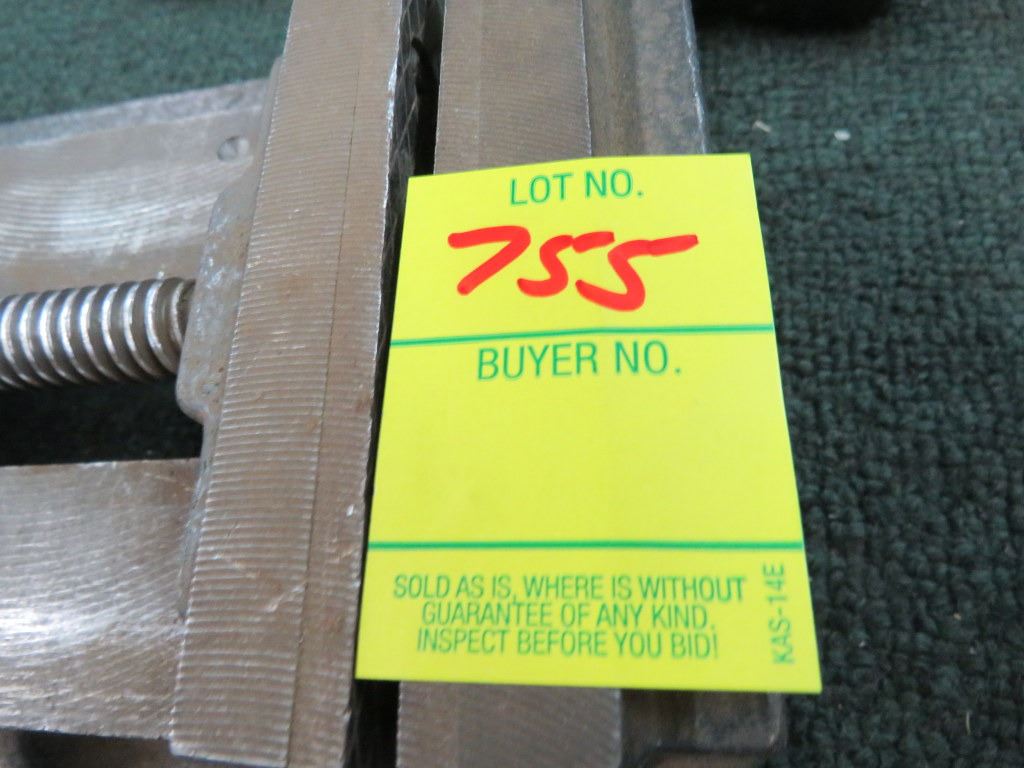 LOT NO.
755
BUYER NO.
SOLD AS IS, WHERE IS WITHOUT
GUARANTEE OF ANY KIND.
INSPECT BEFORE YOU BID!
KAS-14E